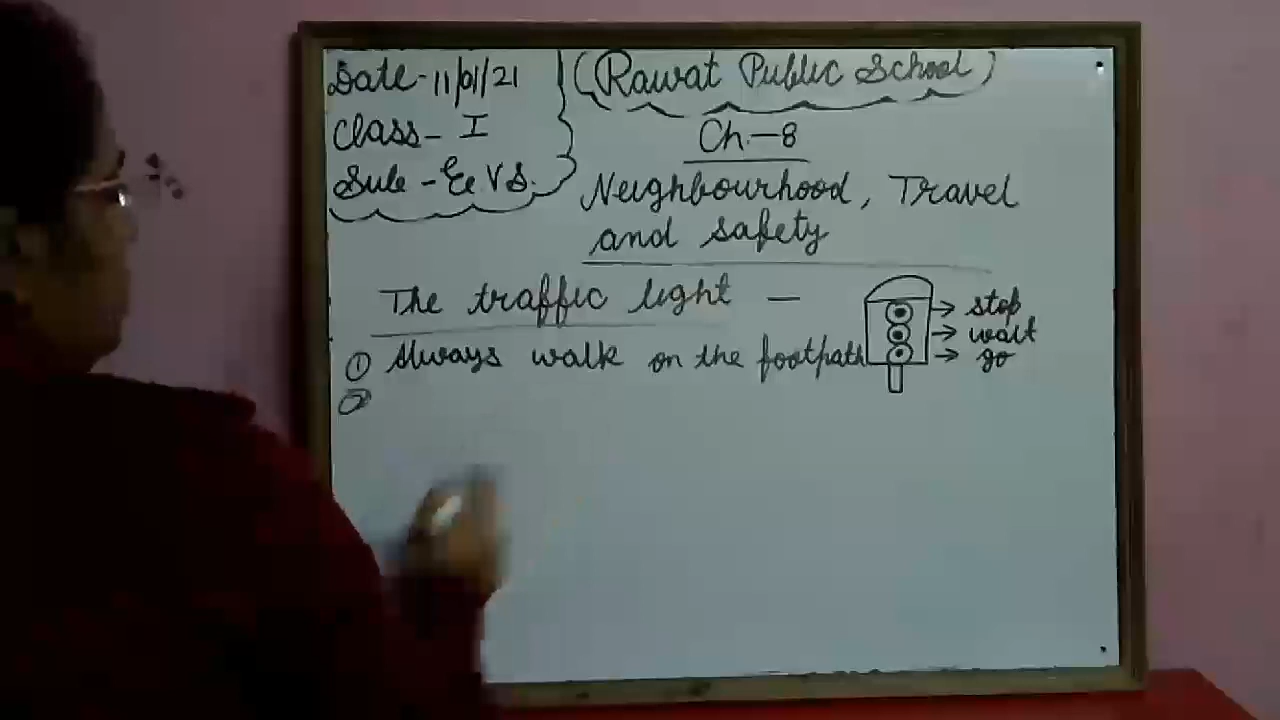 Date-11/01/21
Class-I
Sub-EVS.
(Rawat Public School)
Ch.-8
Neighbourhood, Travel
and safety
The traffic light -
→ stop
→ wait
→ go
① Always walk on the footpath
②